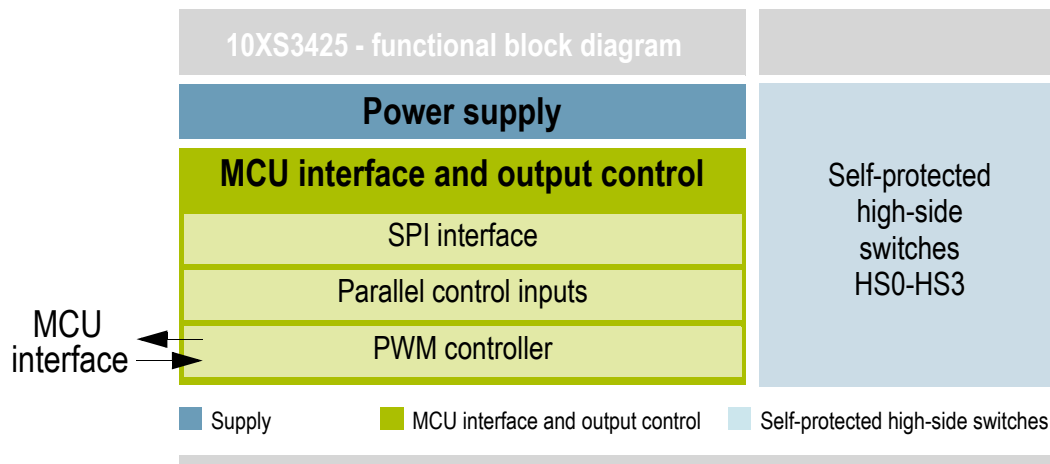 10XS3425 - functional block diagram
Power supply
MCU interface and output control
SPI interface
Parallel control inputs
PWM controller
MCU
interface
Self-protected
high-side
switches
HS0-HS3
Supply
MCU interface and output control
Self-protected high-side switches